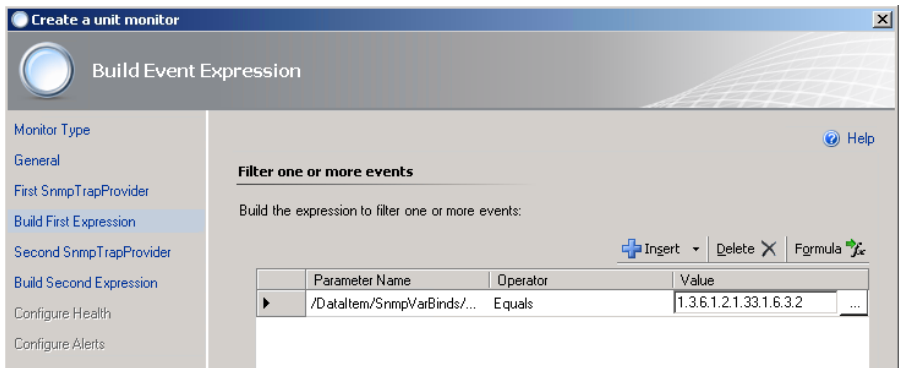 Create a unit monitor
Build Event Expression
Monitor Type
General
First SnmpTrapProvider
Build First Expression
Second SnmpTrapProvider
Build Second Expression
Configure Health
Configure Alerts
Help
Filter one or more events
Build the expression to filter one or more events:
Insert Delete Formula
Parameter Name Operator Value
/DataItem/SnmpVarBinds/... Equals 1.3.6.1.2.1.33.1.6.3.2 ...